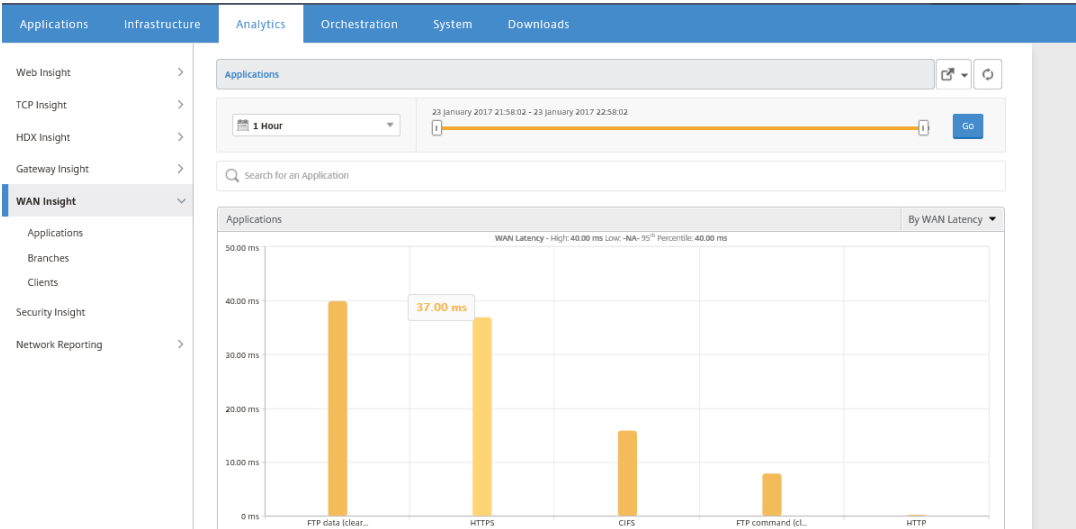 Applications Infrastructure Analytics Orchestration System Downloads
Web Insight
TCP Insight
HDX Insight
Gateway Insight
WAN Insight
Applications
Branches
Clients
Security Insight
Network Reporting
Applications
1 Hour
23 January 2017 21:58:02 - 23 January 2017 22:58:02
Go
Search for an Application
Applications By WAN Latency
WAN Latency - High: 40.00 ms Low: -NA- 95th Percentile: 40.00 ms
50.00 ms
40.00 ms
37.00 ms
30.00 ms
20.00 ms
10.00 ms
0 ms
FTP data (clear... HTTPS CIFS FTP command (cl... HTTP